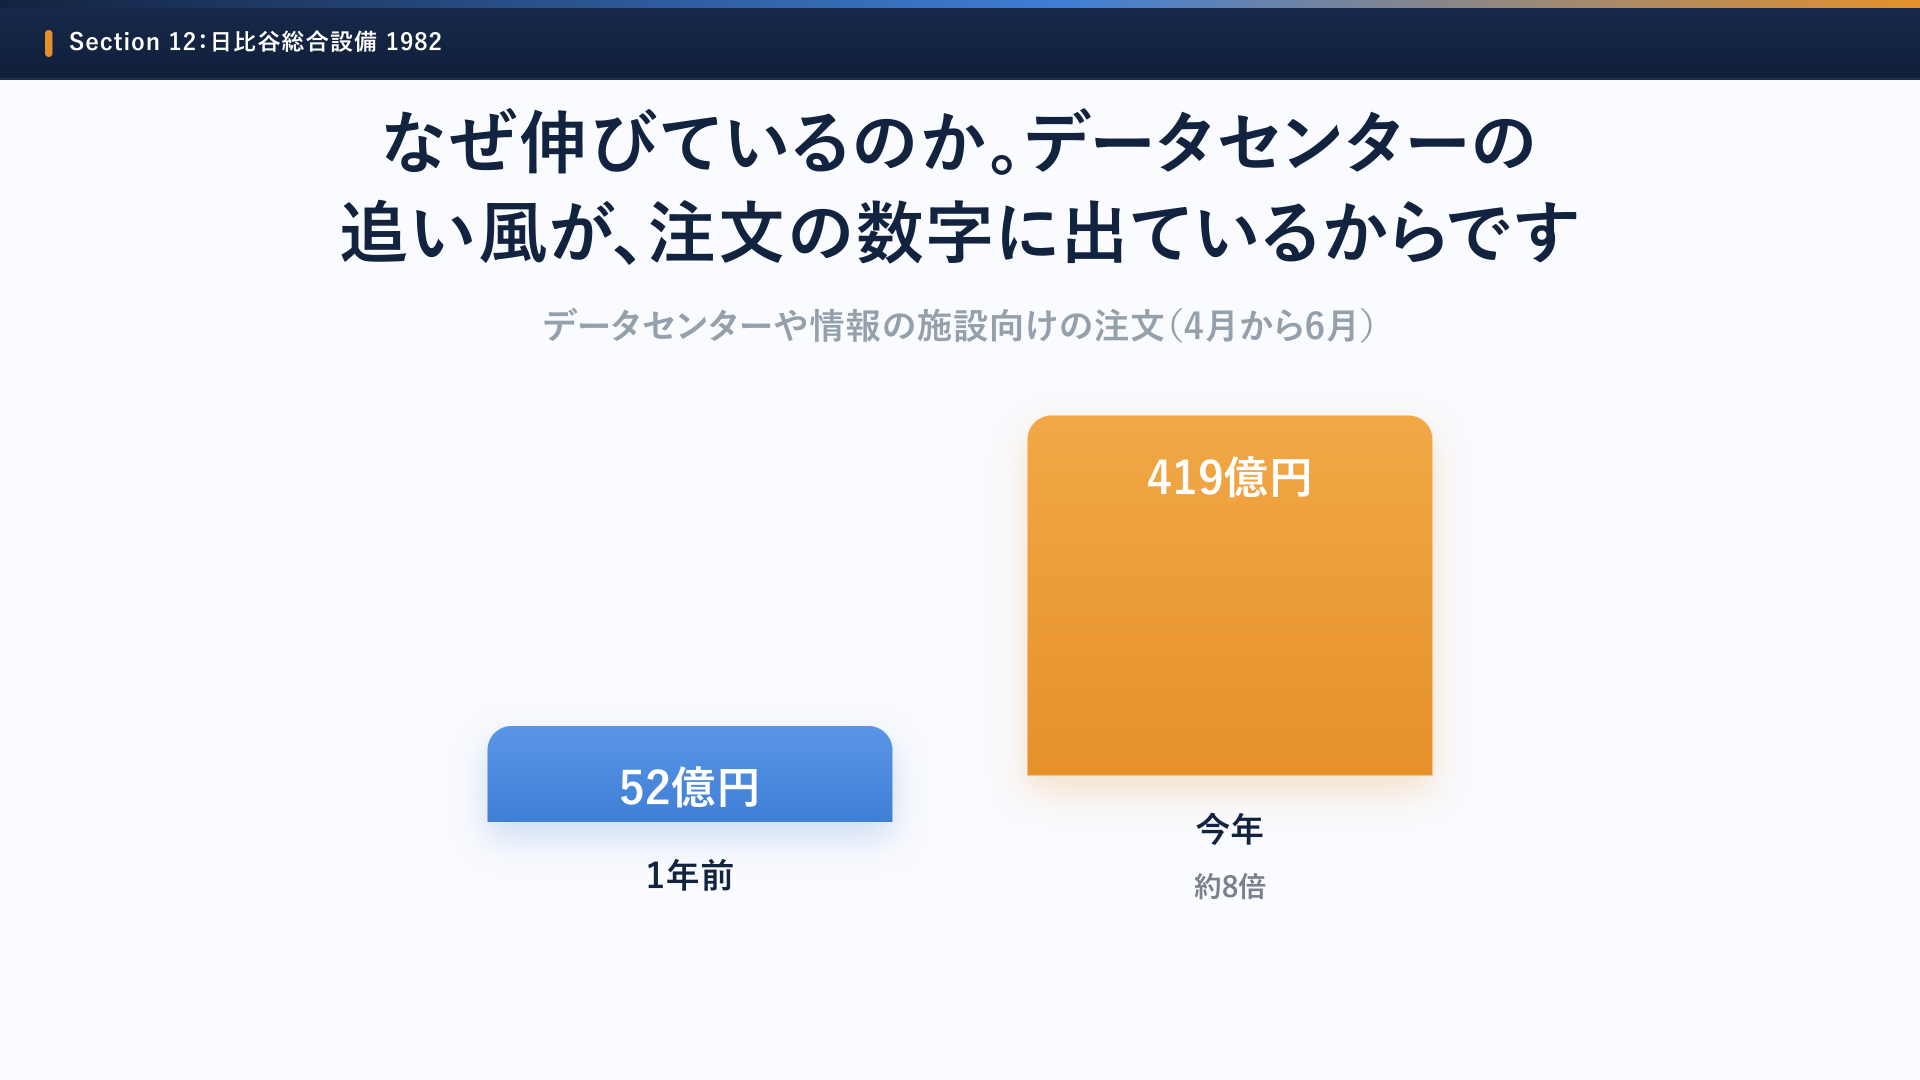 Section 12：日比谷総合設備 1982
なぜ伸びているのか。データセンターの
追い風が、注文の数字に出ているからです
データセンターや情報の施設向けの注文（4月から6月）
419億円
52億円
今年
1年前
約8倍